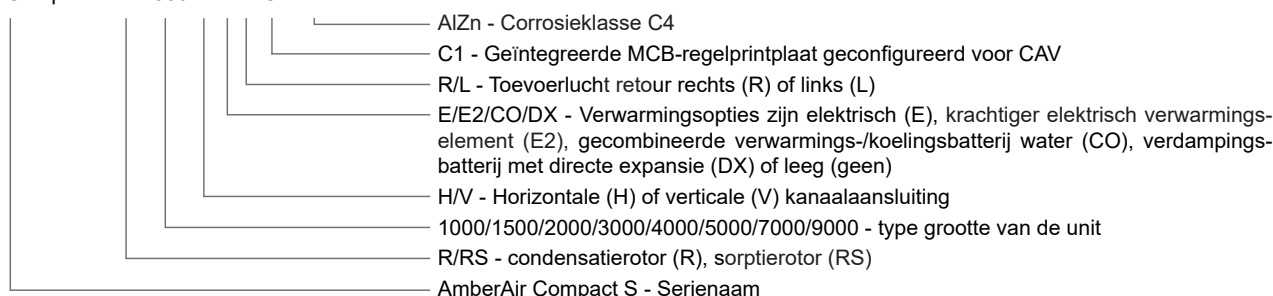 AlZn - Corrosieklasse C4
C1 - Geïntegreerde MCB-regelprintplaat geconfigureerd voor CAV
R/L - Toevoerlucht retour rechts (R) of links (L)
E/E2/CO/DX - Verwarmingsopties zijn elektrisch (E), krachtiger elektrisch verwarmings-
element (E2), gecombineerde verwarmings-/koelingsbatterij water (CO), verdampings-
batterij met directe expansie (DX) of leeg (geen)
H/V - Horizontale (H) of verticale (V) kanaalaansluiting
1000/1500/2000/3000/4000/5000/7000/9000 - type grootte van de unit
R/RS - condensatierotor (R), sorptierotor (RS)
AmberAir Compact S - Serienaam